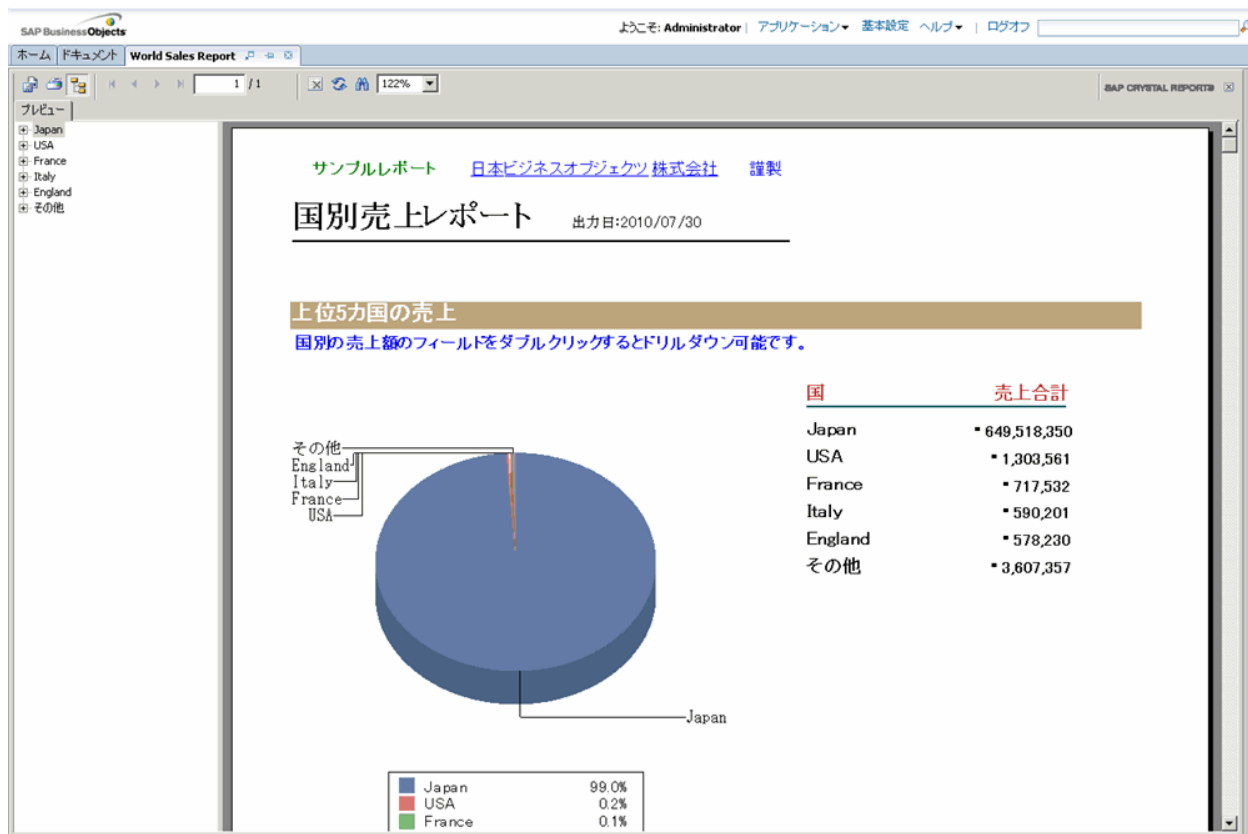 SAP BusinessObjects
ようこそ: Administrator | アプリケーション 基本設定 ヘルプ | ログオフ
ホーム ドキュメント World Sales Report
1 / 1 122% SAP CRYSTAL REPORTS
プレビュー
Japan
USA
France
Italy
England
その他
サンプルレポート 日本ビジネスオブジェクツ 株式会社 謹製
国別売上レポート 出力日:2010/07/30
上位5カ国の売上
国別の売上額のフィールドをダブルクリックするとドリルダウン可能です。
国 売上合計
Japan 649,518,350
USA 1,303,561
France 717,532
Italy 590,201
England 578,230
その他 3,607,357
その他
England
Italy
France
USA
Japan
Japan 99.0%
USA 0.2%
France 0.1%